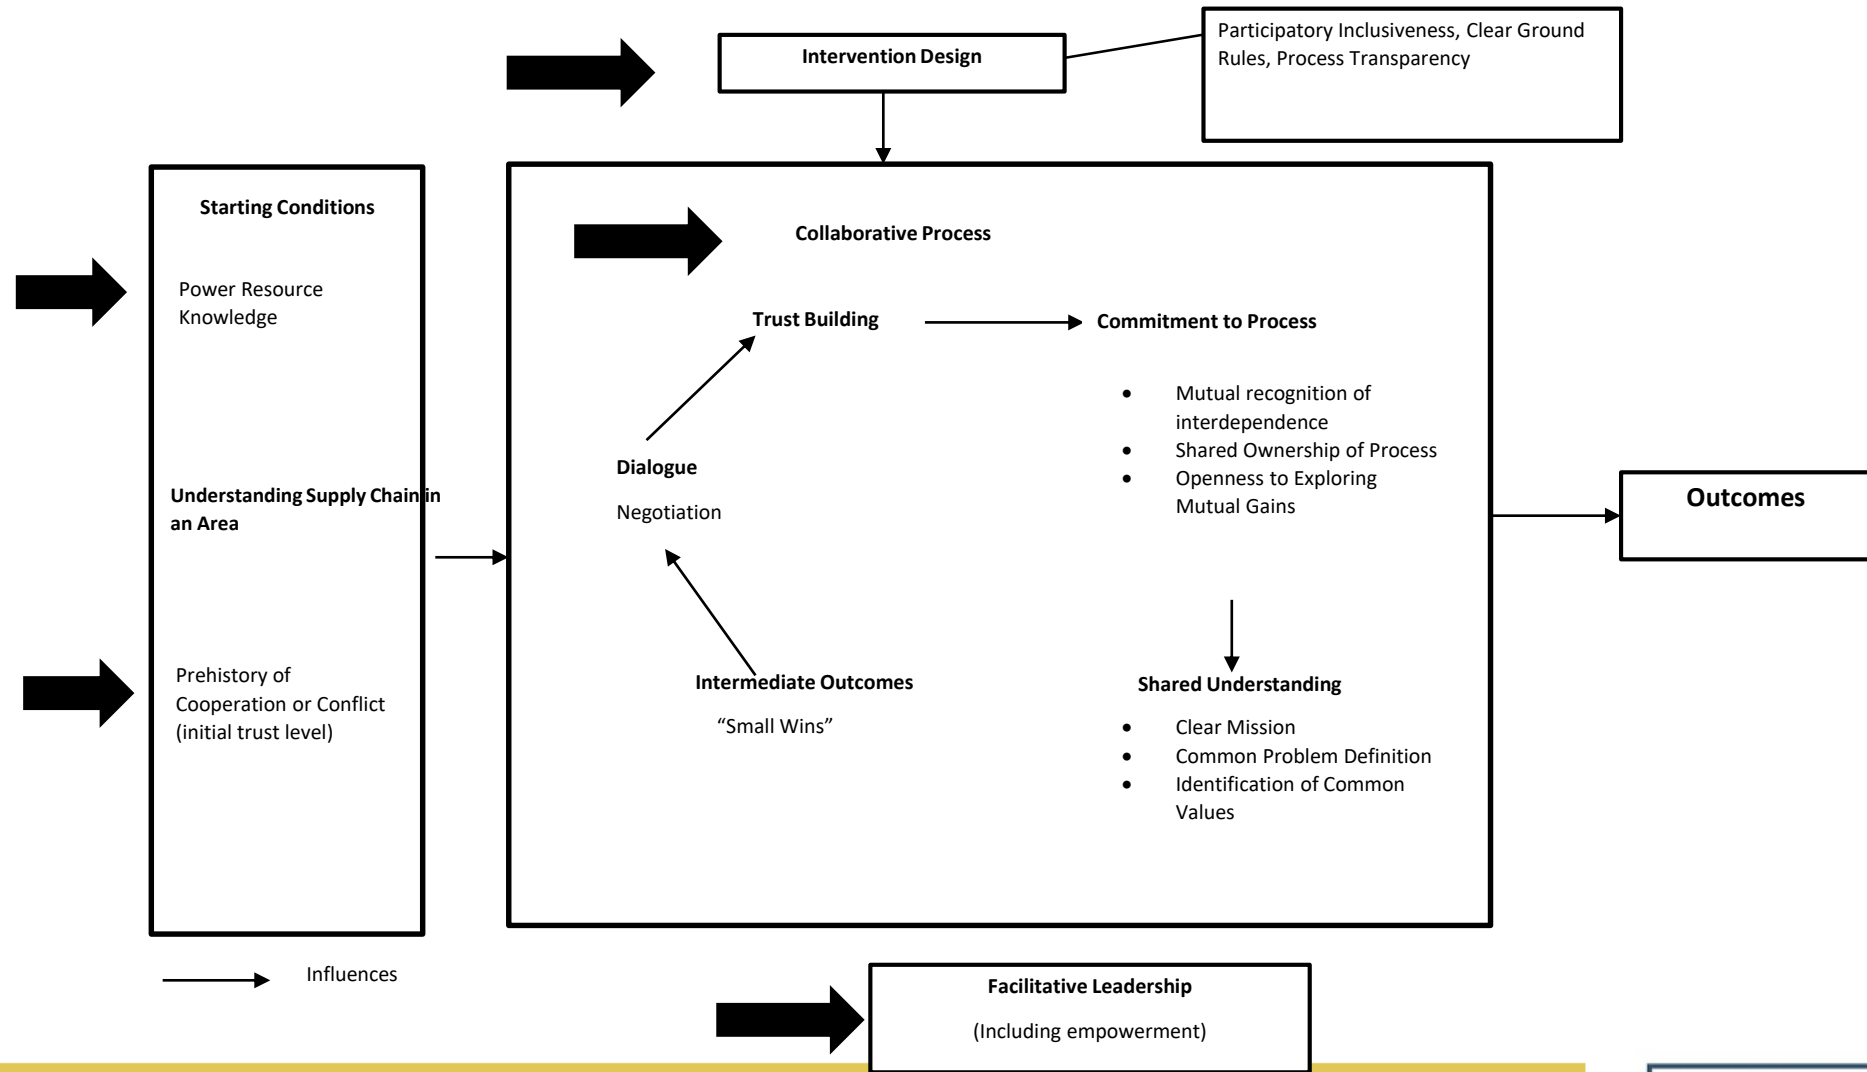 Intervention Design
Participatory Inclusiveness, Clear Ground
Rules, Process Transparency
Starting Conditions
Power Resource
Knowledge
Understanding Supply Chain in
an Area
Prehistory of
Cooperation or Conflict
(initial trust level)
Collaborative Process
Trust Building
Commitment to Process
• Mutual recognition of
interdependence
• Shared Ownership of Process
• Openness to Exploring
Mutual Gains
Dialogue
Negotiation
Intermediate Outcomes
“Small Wins”
Shared Understanding
• Clear Mission
• Common Problem Definition
• Identification of Common
Values
Outcomes
Influences
Facilitative Leadership
(Including empowerment)